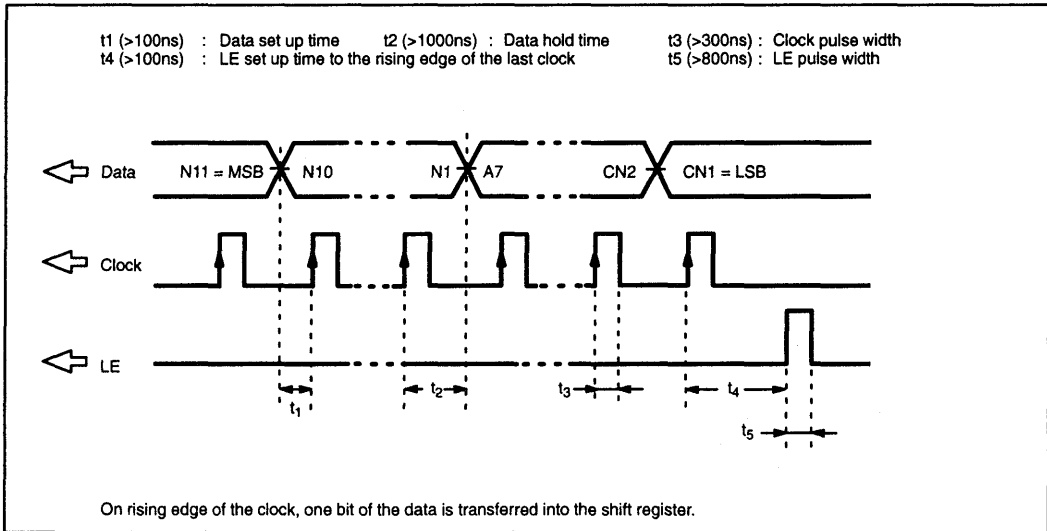 t1 (>100ns) : Data set up time t2 (>1000ns) : Data hold time t3 (>300ns) : Clock pulse width
t4 (>100ns) : LE set up time to the rising edge of the last clock t5 (>800ns) : LE pulse width
Data N11 = MSB N10 N1 A7 CN2 CN1 = LSB
Clock
LE
t1 t2 t3 t4
t5
On rising edge of the clock, one bit of the data is transferred into the shift register.